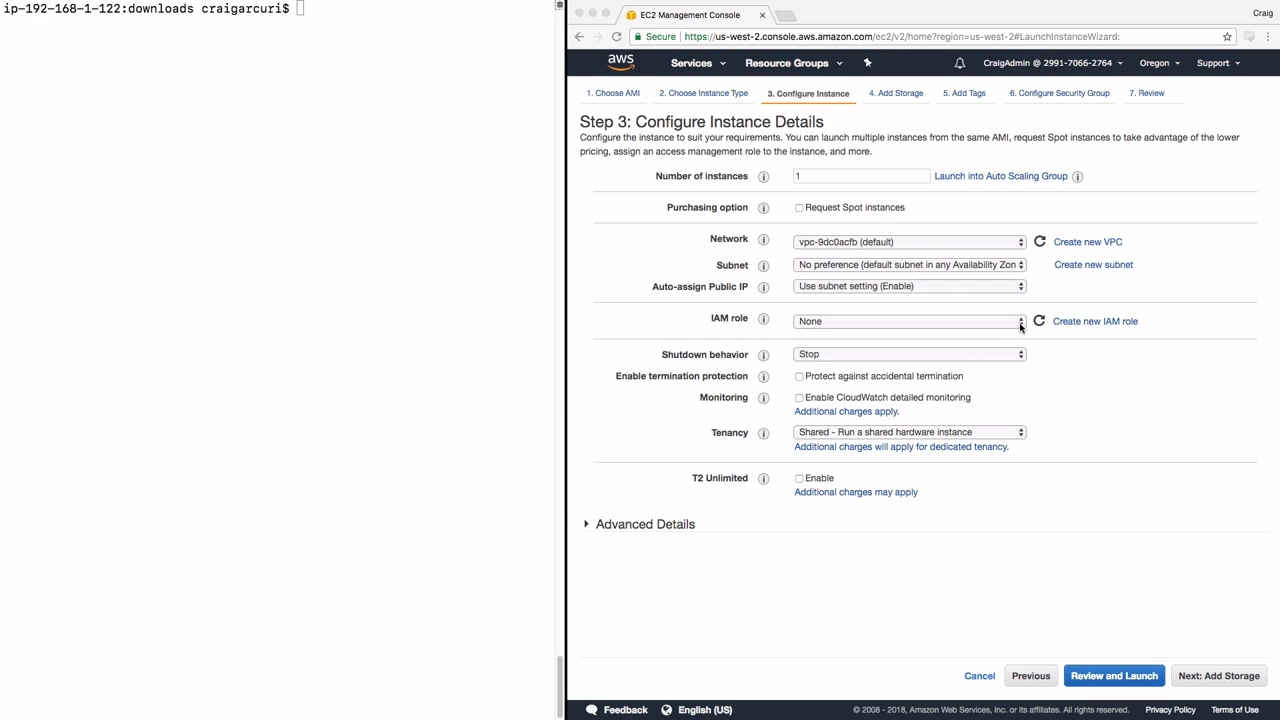 ip-192-168-1-122:downloads craigarcuri$
EC2 Management Console
Craig
Secure https://us-west-2.console.aws.amazon.com/ec2/v2/home?region=us-west-2#LaunchInstanceWizard:
aws Services Resource Groups CraigAdmin @ 2991-7066-2764 Oregon Support
1. Choose AMI 2. Choose Instance Type 3. Configure Instance 4. Add Storage 5. Add Tags 6. Configure Security Group 7. Review
Step 3: Configure Instance Details
Configure the instance to suit your requirements. You can launch multiple instances from the same AMI, request Spot instances to take advantage of the lower
pricing, assign an access management role to the instance, and more.
Number of instances 1 Launch into Auto Scaling Group
Purchasing option Request Spot instances
Network vpc-9dc0acfb (default) Create new VPC
Subnet No preference (default subnet in any Availability Zon Create new subnet
Auto-assign Public IP Use subnet setting (Enable)
IAM role None Create new IAM role
Shutdown behavior Stop
Enable termination protection Protect against accidental termination
Monitoring Enable CloudWatch detailed monitoring
Additional charges apply.
Tenancy Shared - Run a shared hardware instance
Additional charges will apply for dedicated tenancy.
T2 Unlimited Enable
Additional charges may apply
Advanced Details
Cancel Previous Review and Launch Next: Add Storage
Feedback English (US) © 2008 - 2018, Amazon Web Services, Inc. or its affiliates. All rights reserved. Privacy Policy Terms of Use